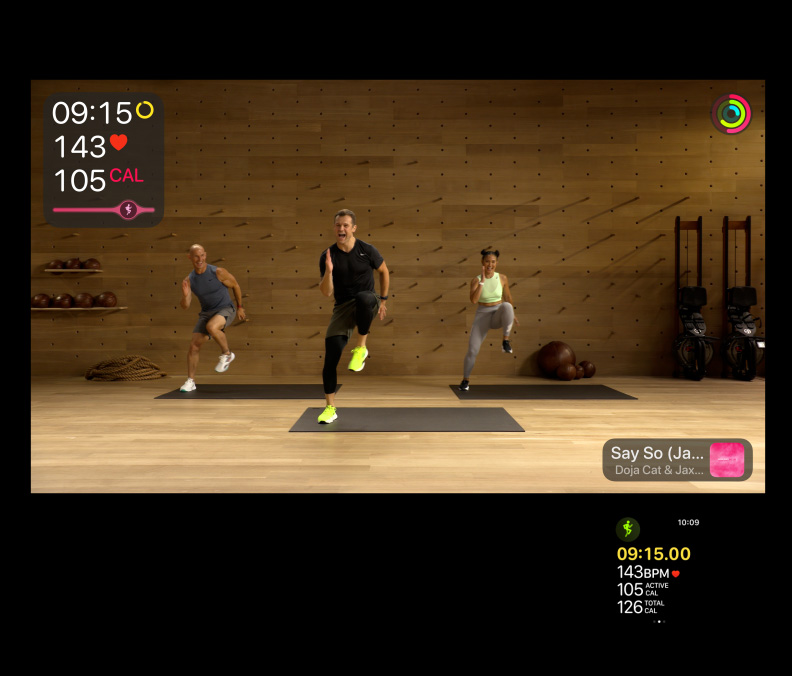 09:15
143
105 CAL
Say So (Ja...
Doja Cat & Jax...
10:09
09:15.00
143BPM
105 ACTIVE CAL
126 TOTAL CAL